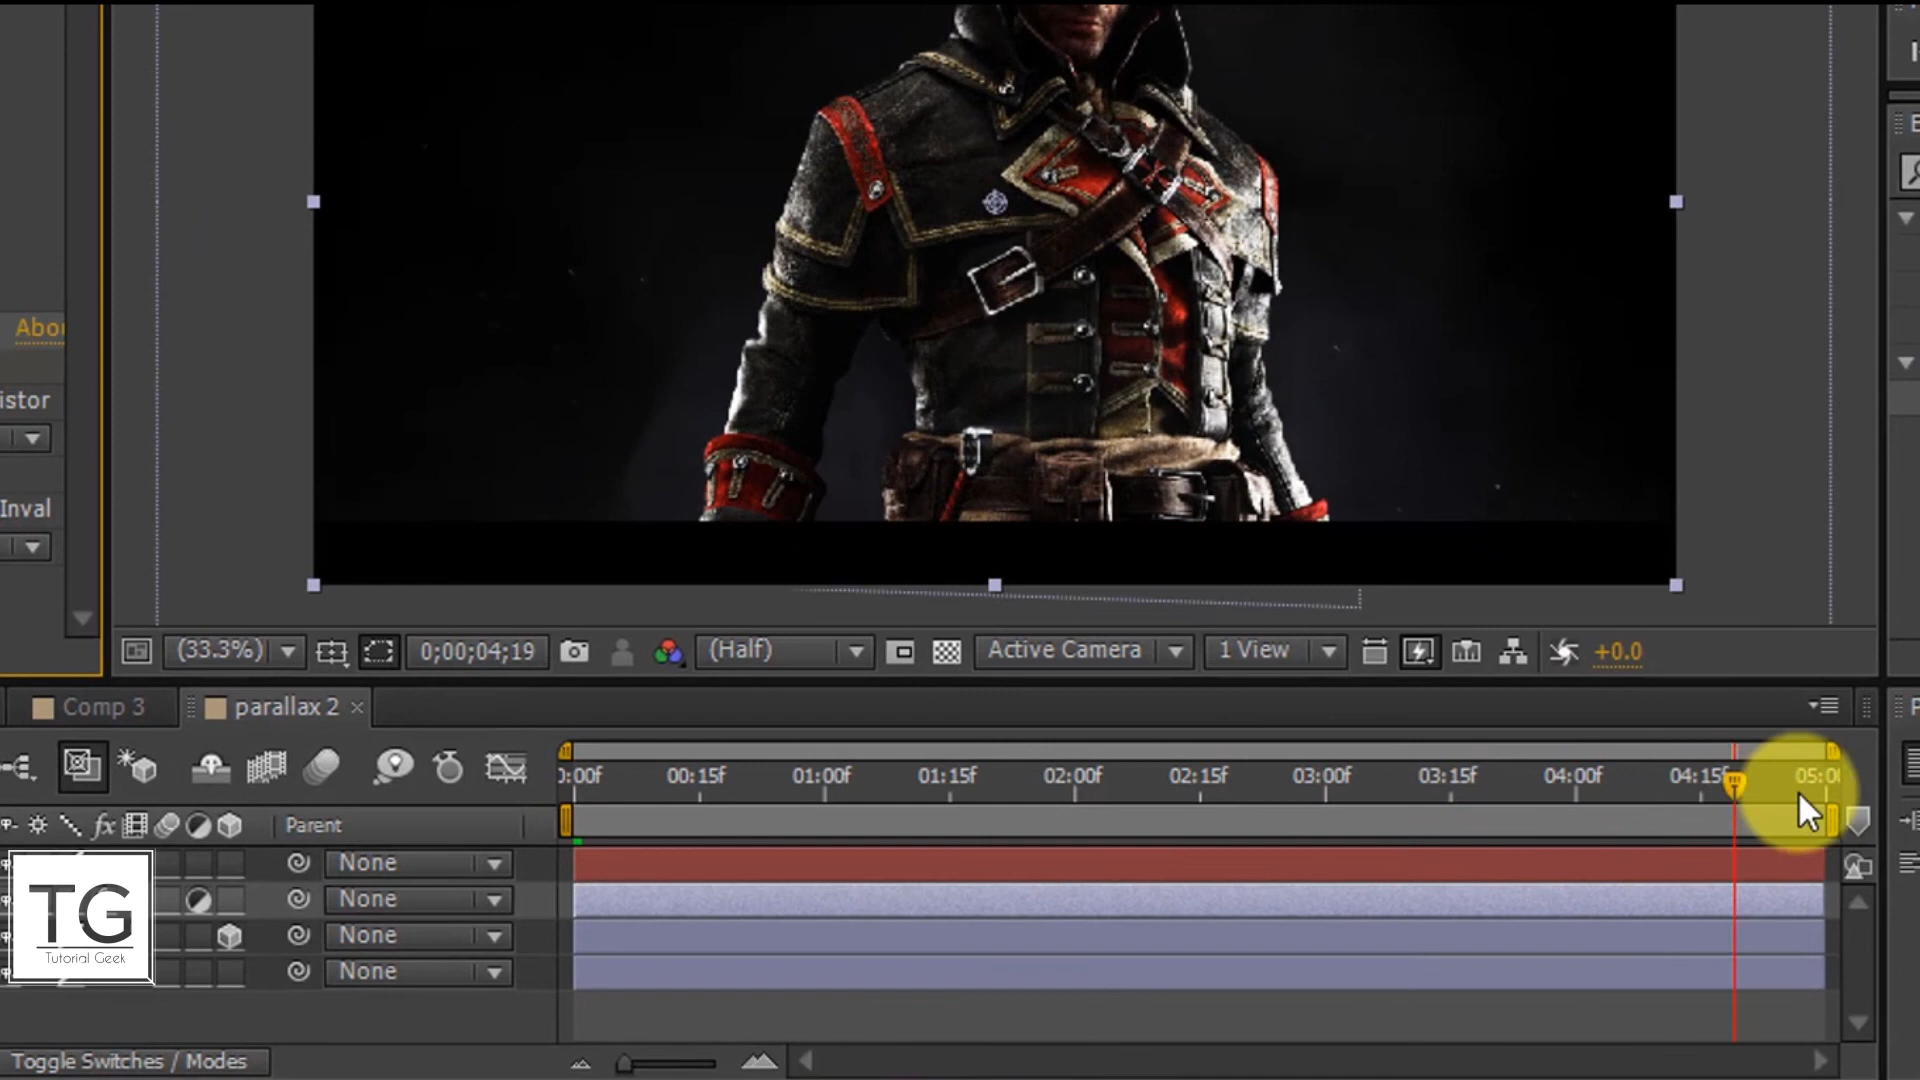 Abo
istor
Inval
(33.3%)
0;00;04;19
(Half)
Active Camera
1 View
+0.0
Comp 3
parallax 2
0:00f
00:15f
01:00f
01:15f
02:00f
02:15f
03:00f
03:15f
04:00f
04:15f
05:00
fx
Parent
None
None
None
None
TG
Tutorial Geek
Toggle Switches / Modes